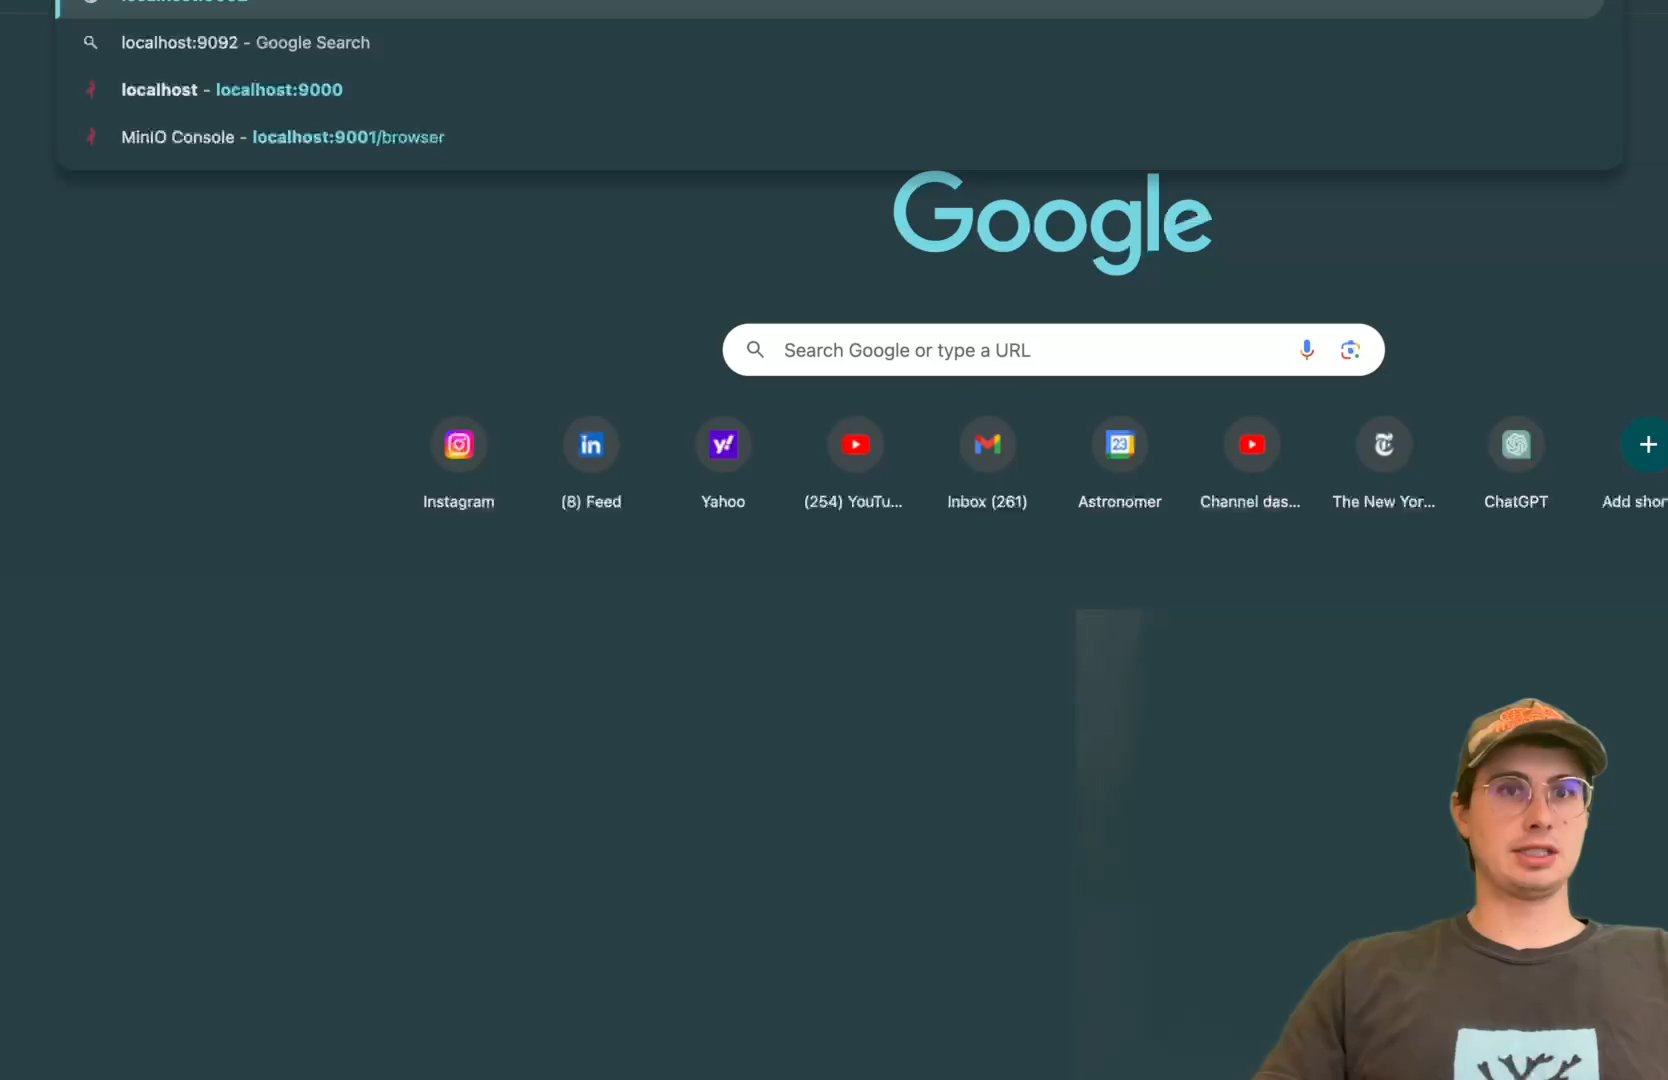 localhost:9092 - Google Search
localhost - localhost:9000
MinIO Console - localhost:9001/browser
Google
Search Google or type a URL
23
Instagram
(8) Feed
Yahoo
(254) YouTu...
Inbox (261)
Astronomer
Channel das...
The New Yor...
ChatGPT
Add shor